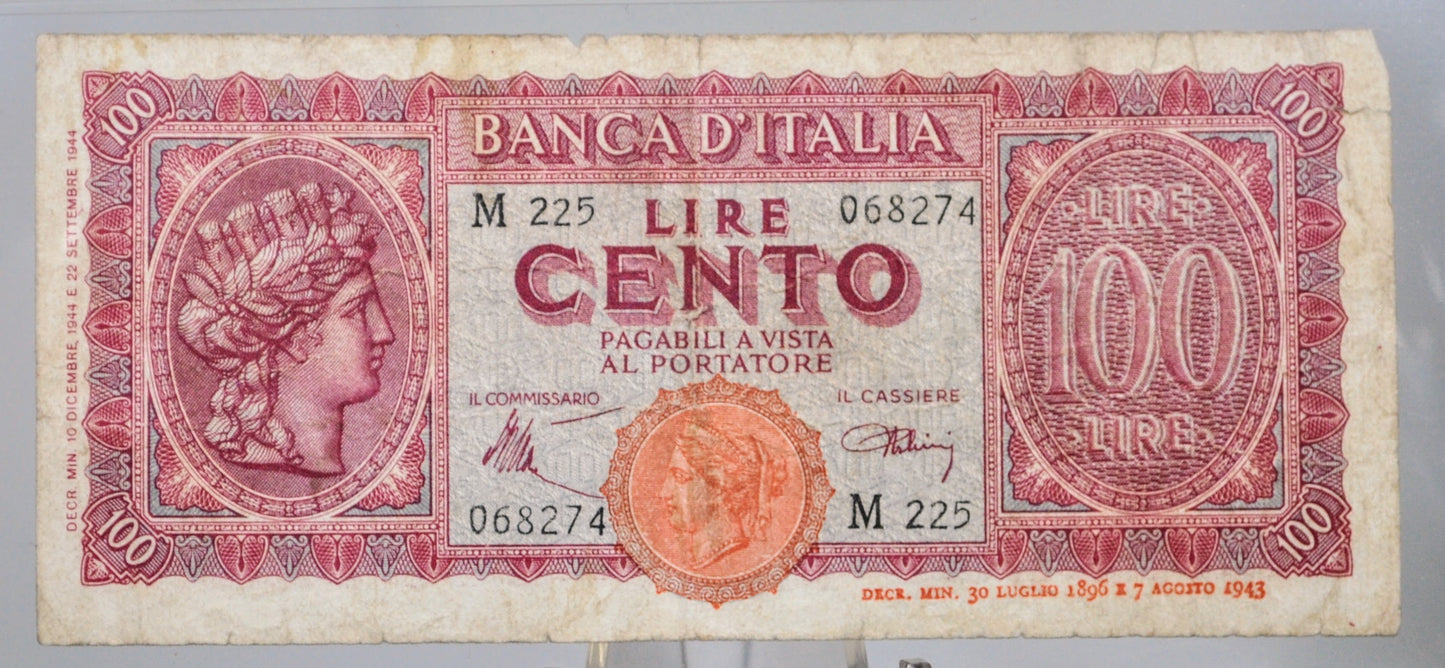 100
100
BANCA D'ITALIA
DECR. MIN. 10 DICEMBRE, 1944 E 22 SETTEMBRE 1944
M 225
LIRE
068274
CENTO
PAGABILI A VISTA
AL PORTATORE
LIRE
100
LIRE
IL COMMISSARIO
IL CASSIERE
068274
M 225
100
100
DECR. MIN. 30 LUGLIO 1896 E 7 AGOSTO 1943